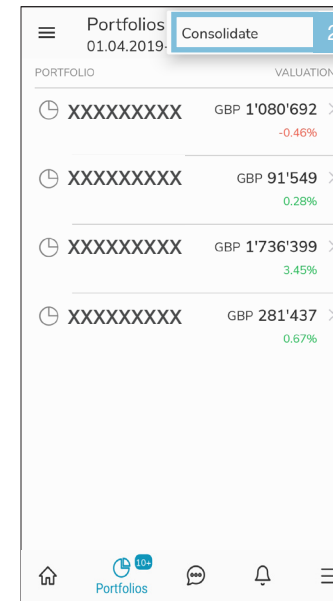 Portfolios
Consolidate
2
01.04.2019-
PORTFOLIO
VALUATION
XXXXXXXXX
GBP 1'080'692
-0.46%
XXXXXXXXX
GBP 91'549
0.28%
XXXXXXXXX
GBP 1'736'399
3.45%
XXXXXXXXX
GBP 281'437
0.67%
10+
Portfolios